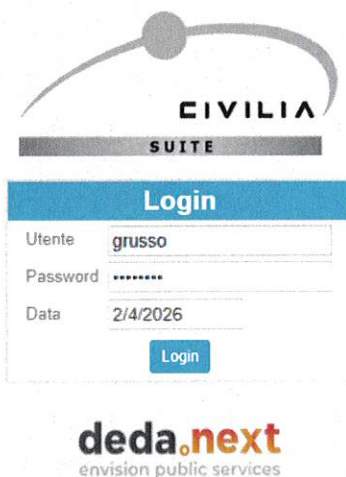 CIVILIA
SUITE
Login
Utente grusso
Password ••••••••
Data 2/4/2026
Login
deda.next
envision public services